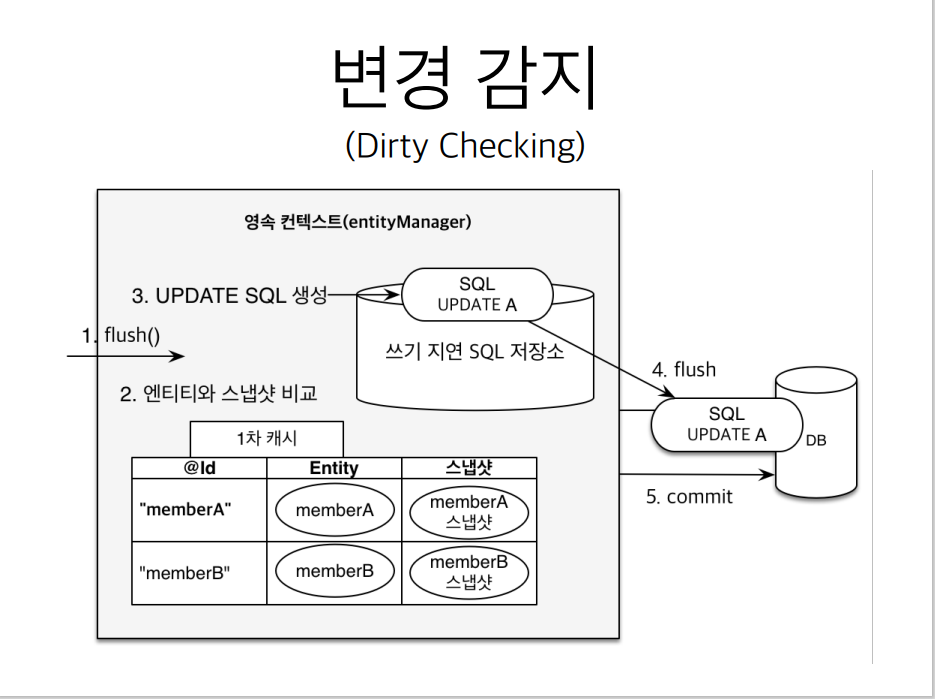 변경 감지
(Dirty Checking)
영속 컨텍스트(entityManager)
3. UPDATE SQL 생성
SQL
UPDATE A
1. flush()
쓰기 지연 SQL 저장소
2. 엔티티와 스냅샷 비교
4. flush
SQL
UPDATE A
DB
5. commit
1차 캐시
@Id Entity 스냅샷
"memberA" memberA memberA
스냅샷
"memberB" memberB memberB
스냅샷